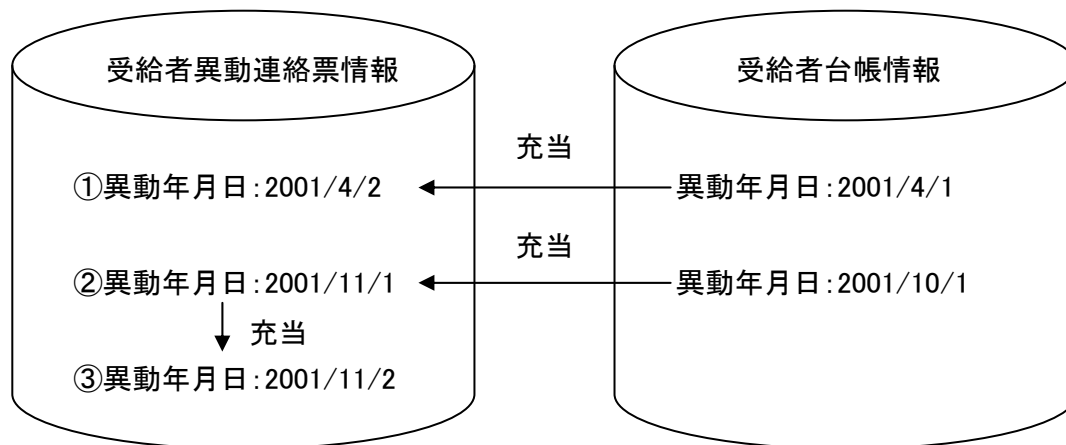 受給者異動連絡票情報
受給者台帳情報
充当
①異動年月日:2001/4/2
異動年月日:2001/4/1
充当
②異動年月日:2001/11/1
異動年月日:2001/10/1
充当
③異動年月日:2001/11/2